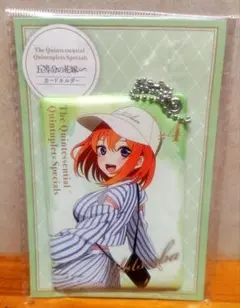 The Quintessential
Quintuplets Specials
五等分の花嫁∽
カードホルダー
The Quintessential
Quintuplets Specials